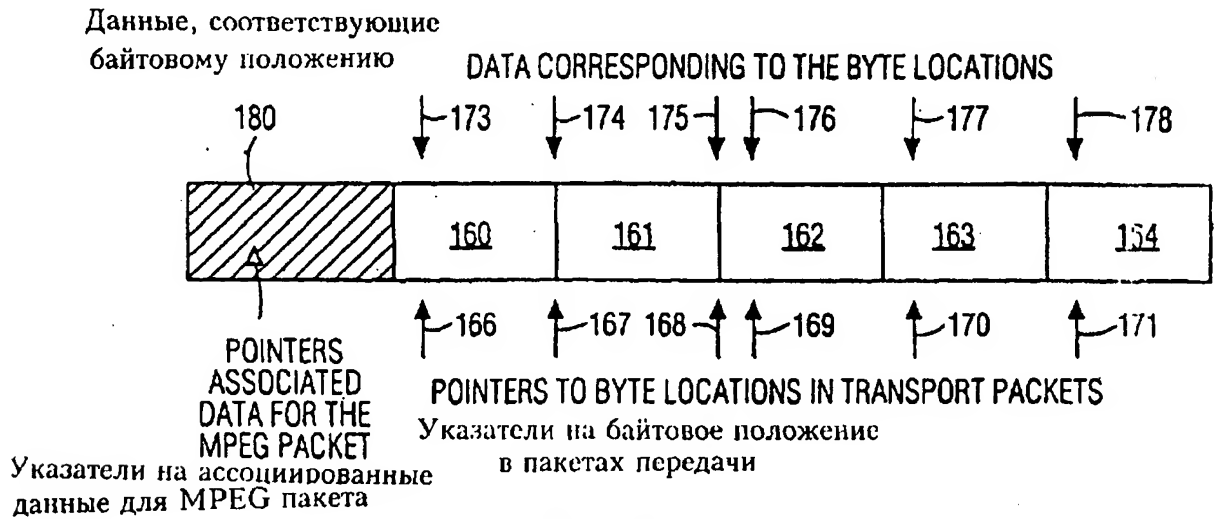 Данные, соответствующие
байтовому положению
DATA CORRESPONDING TO THE BYTE LOCATIONS
180 173 174 175 176 177 178
160 161 162 163 154
166 167 168 169 170 171
POINTERS
ASSOCIATED
DATA FOR THE
MPEG PACKET
POINTERS TO BYTE LOCATIONS IN TRANSPORT PACKETS
Указатели на байтовое положение
в пакетах передачи
Указатели на ассоциированные
данные для MPEG пакета